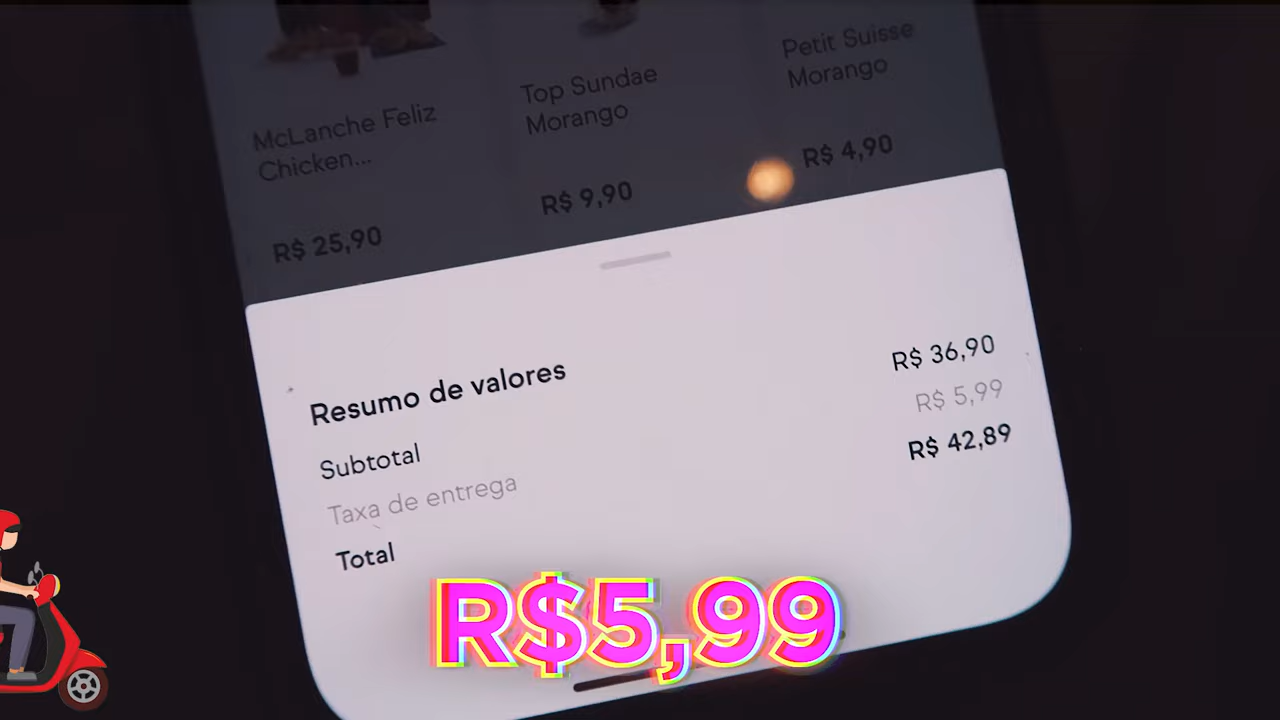 McLanche Feliz
Chicken...
R$ 25,90
Top Sundae
Morango
R$ 9,90
Petit Suisse
Morango
R$ 4,90
Resumo de valores
Subtotal R$ 36,90
Taxa de entrega R$ 5,99
Total R$ 42,89
R$5,99